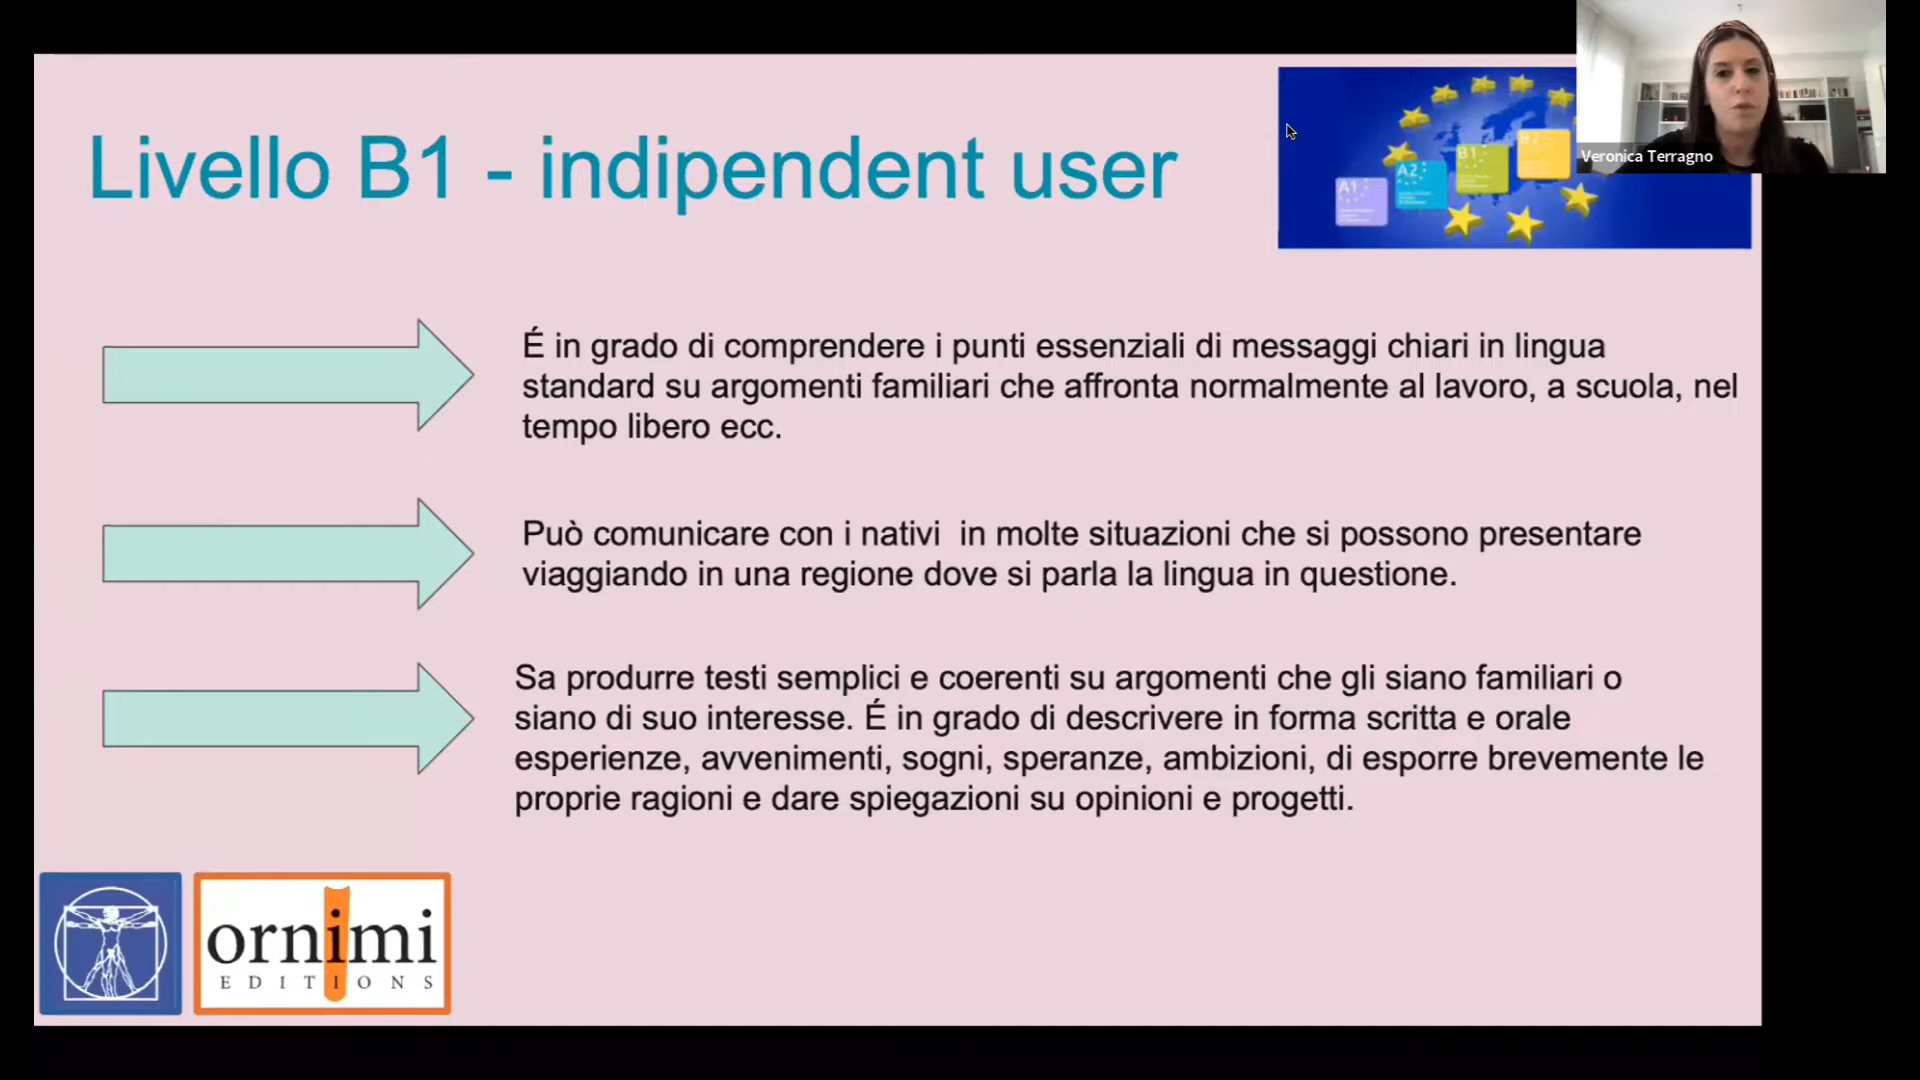 Livello B1 - indipendent user
A1
A2
B1
B2
Veronica Terragno
É in grado di comprendere i punti essenziali di messaggi chiari in lingua
standard su argomenti familiari che affronta normalmente al lavoro, a scuola, nel
tempo libero ecc.
Può comunicare con i nativi  in molte situazioni che si possono presentare
viaggiando in una regione dove si parla la lingua in questione.
Sa produrre testi semplici e coerenti su argomenti che gli siano familiari o
siano di suo interesse. É in grado di descrivere in forma scritta e orale
esperienze, avvenimenti, sogni, speranze, ambizioni, di esporre brevemente le
proprie ragioni e dare spiegazioni su opinioni e progetti.
ornimi
EDITIONS